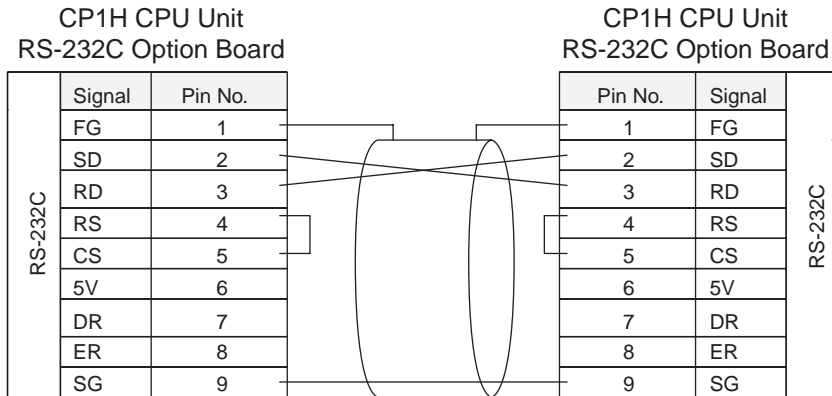 CP1H CPU Unit
RS-232C Option Board
RS-232C
Signal Pin No.
FG 1
SD 2
RD 3
RS 4
CS 5
5V 6
DR 7
ER 8
SG 9
CP1H CPU Unit
RS-232C Option Board
Pin No. Signal
1 FG
2 SD
3 RD
4 RS
5 CS
6 5V
7 DR
8 ER
9 SG
RS-232C